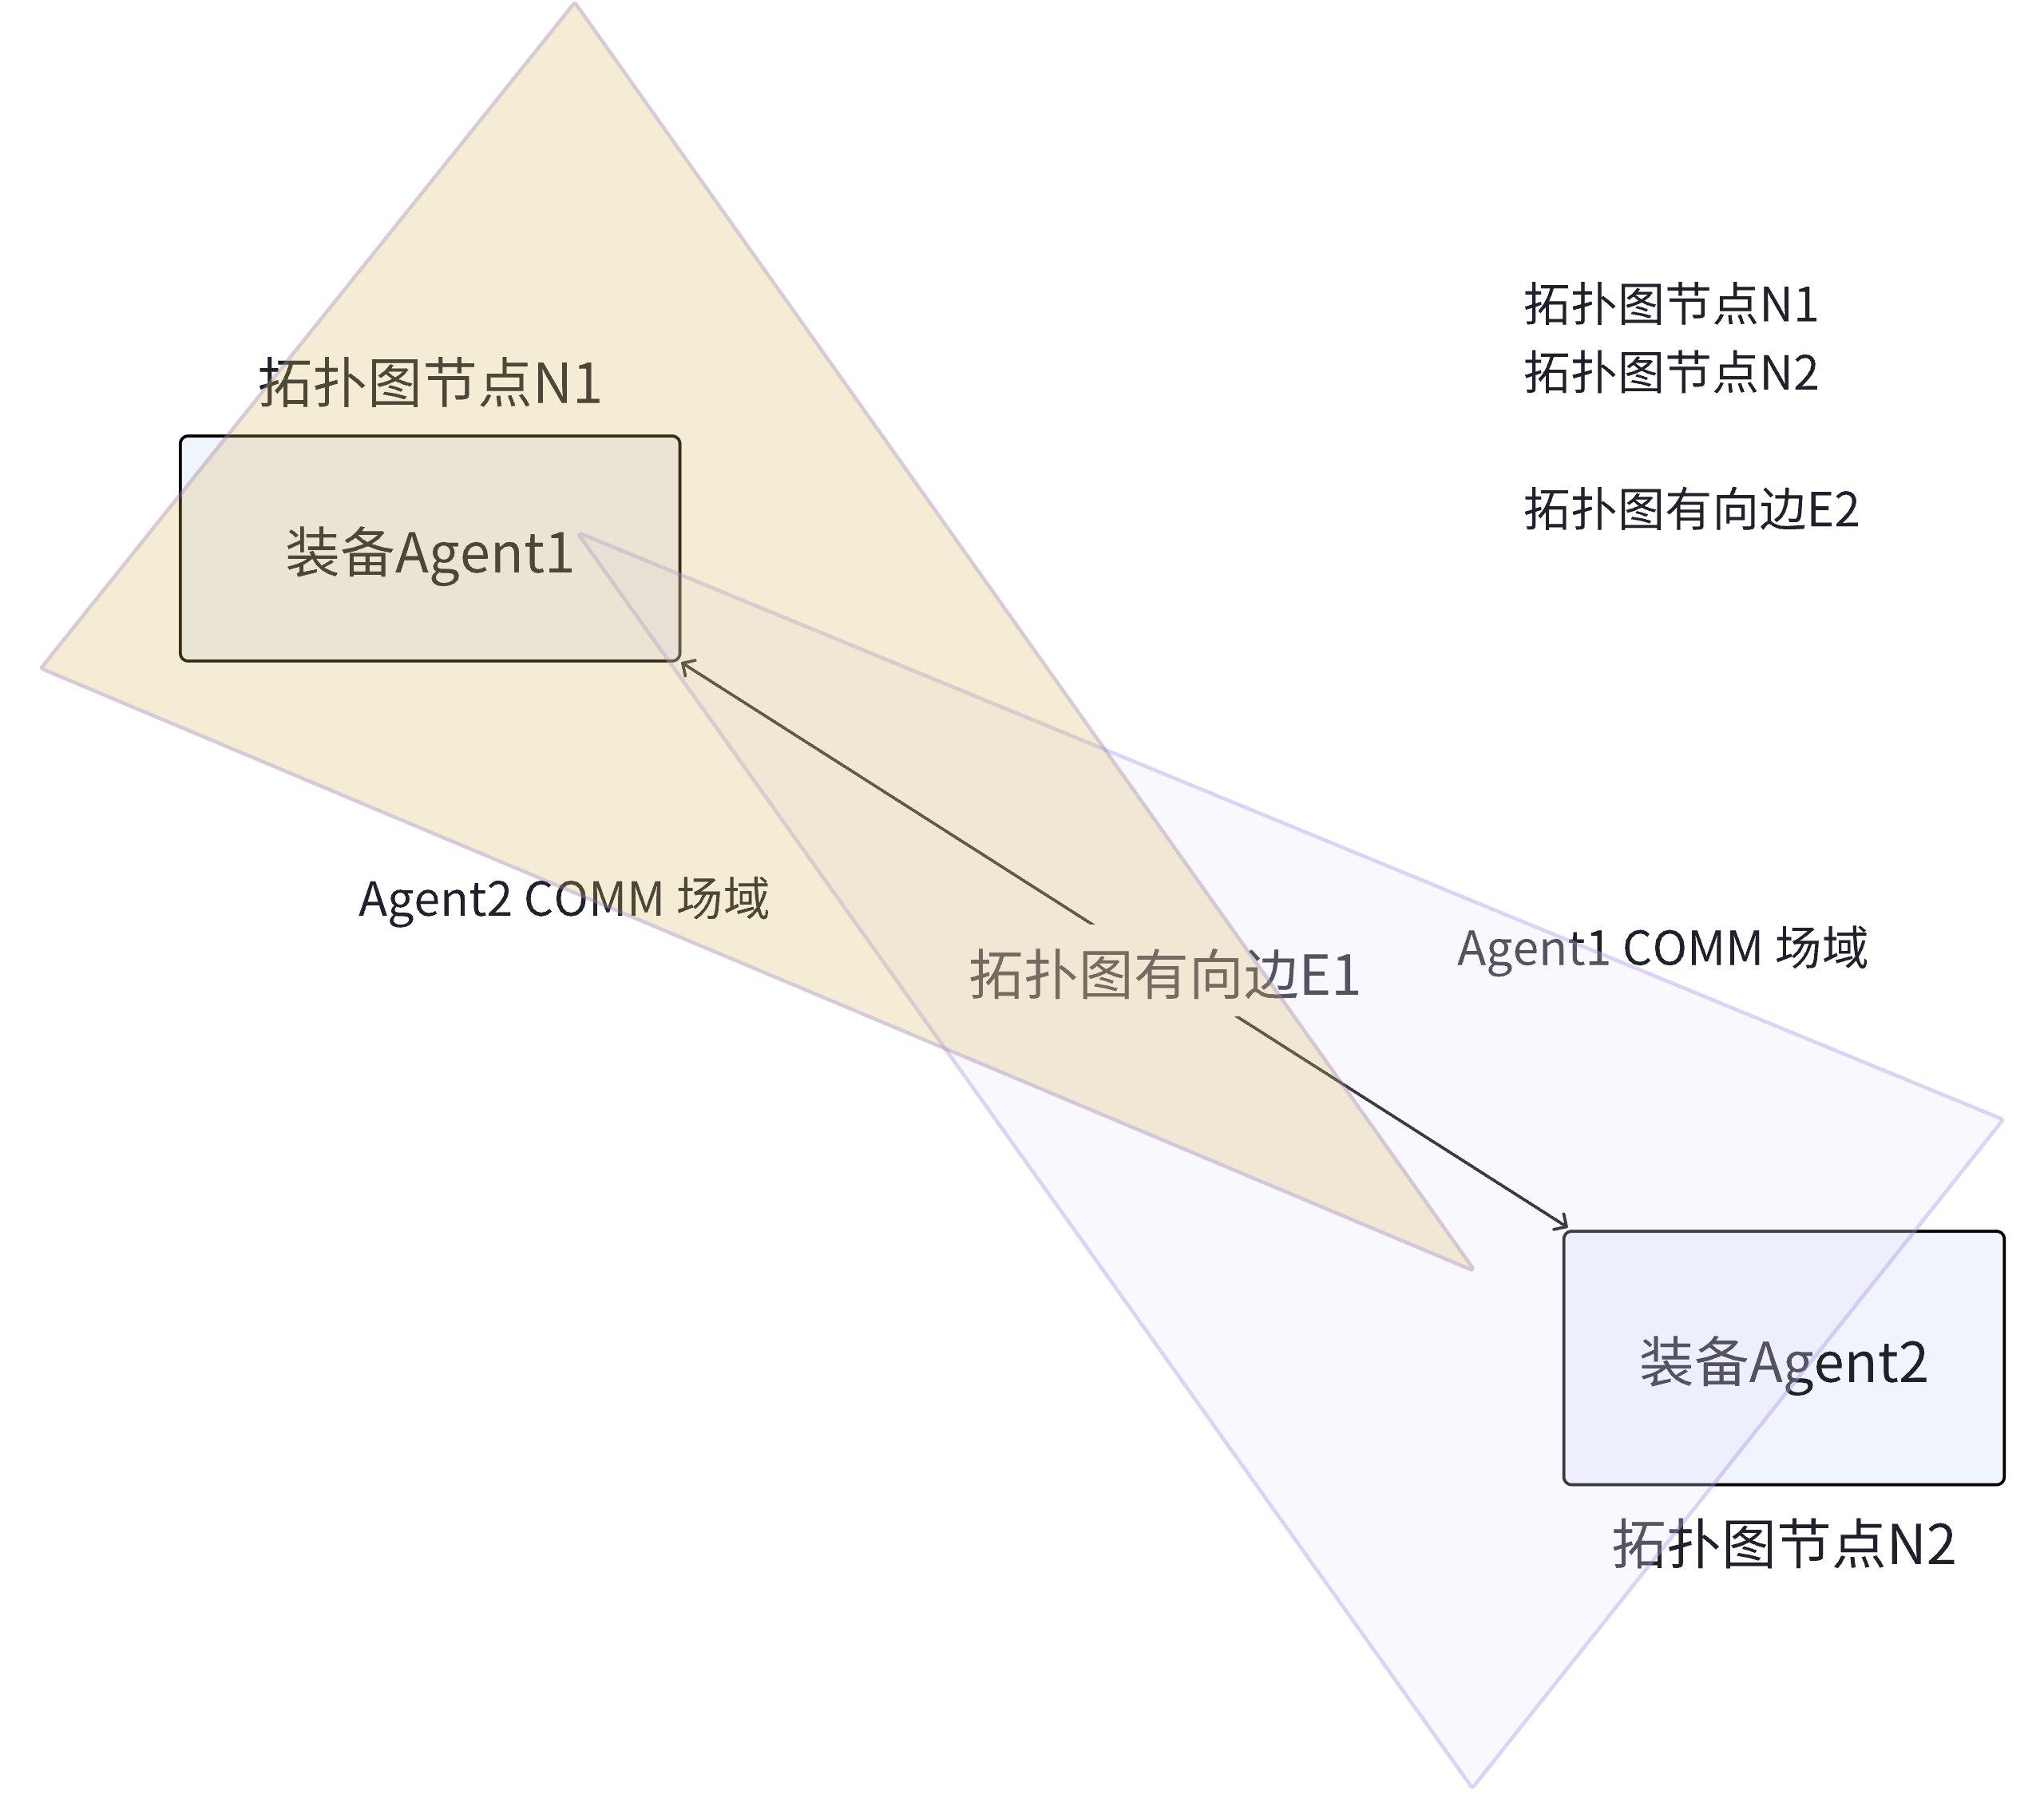 拓扑图节点N1
拓扑图节点N2
拓扑图有向边E2
拓扑图节点N1
装备Agent1
Agent2 COMM 场域
拓扑图有向边E1
Agent1 COMM 场域
装备Agent2
拓扑图节点N2